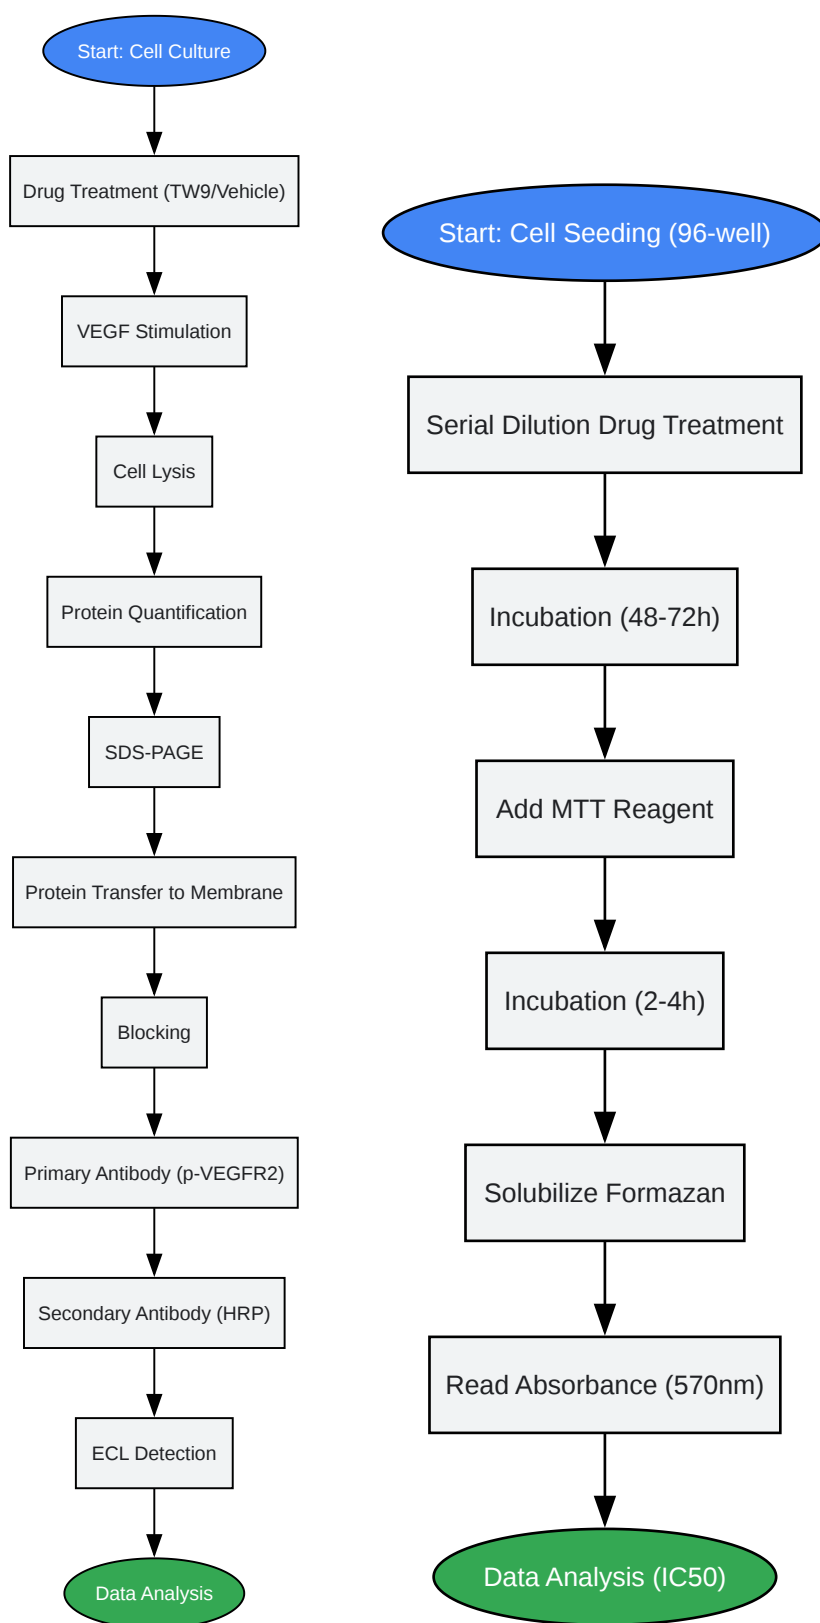 Start: Cell Culture
Drug Treatment (TW9/Vehicle)
VEGF Stimulation
Cell Lysis
Protein Quantification
SDS-PAGE
Protein Transfer to Membrane
Blocking
Primary Antibody (p-VEGFR2)
Secondary Antibody (HRP)
ECL Detection
Data Analysis
Start: Cell Seeding (96-well)
Serial Dilution Drug Treatment
Incubation (48-72h)
Add MTT Reagent
Incubation (2-4h)
Solubilize Formazan
Read Absorbance (570nm)
Data Analysis (IC50)